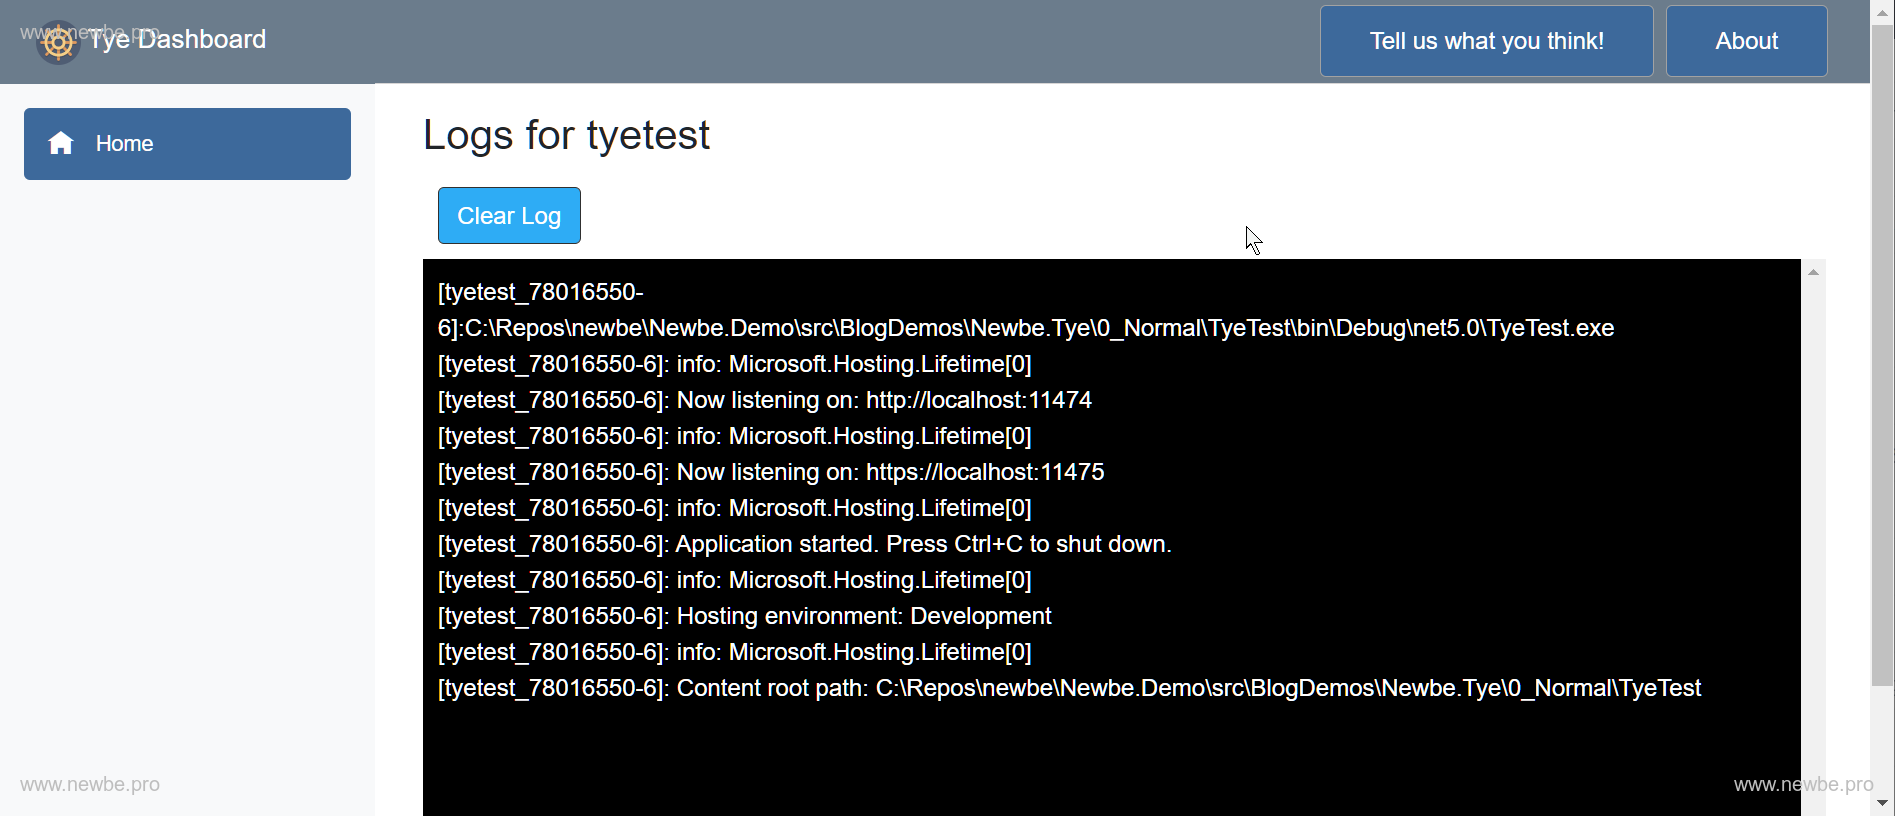 www.newbe.pro
Tye Dashboard
Tell us what you think!
About
Home
Logs for tyetest
Clear Log
[tyetest_78016550-
6]:C:\Repos\newbe\Newbe.Demo\src\BlogDemos\Newbe.Tye\0_Normal\TyeTest\bin\Debug\net5.0\TyeTest.exe
[tyetest_78016550-6]: info: Microsoft.Hosting.Lifetime[0]
[tyetest_78016550-6]: Now listening on: http://localhost:11474
[tyetest_78016550-6]: info: Microsoft.Hosting.Lifetime[0]
[tyetest_78016550-6]: Now listening on: https://localhost:11475
[tyetest_78016550-6]: info: Microsoft.Hosting.Lifetime[0]
[tyetest_78016550-6]: Application started. Press Ctrl+C to shut down.
[tyetest_78016550-6]: info: Microsoft.Hosting.Lifetime[0]
[tyetest_78016550-6]: Hosting environment: Development
[tyetest_78016550-6]: info: Microsoft.Hosting.Lifetime[0]
[tyetest_78016550-6]: Content root path: C:\Repos\newbe\Newbe.Demo\src\BlogDemos\Newbe.Tye\0_Normal\TyeTest
www.newbe.pro
www.newbe.pro